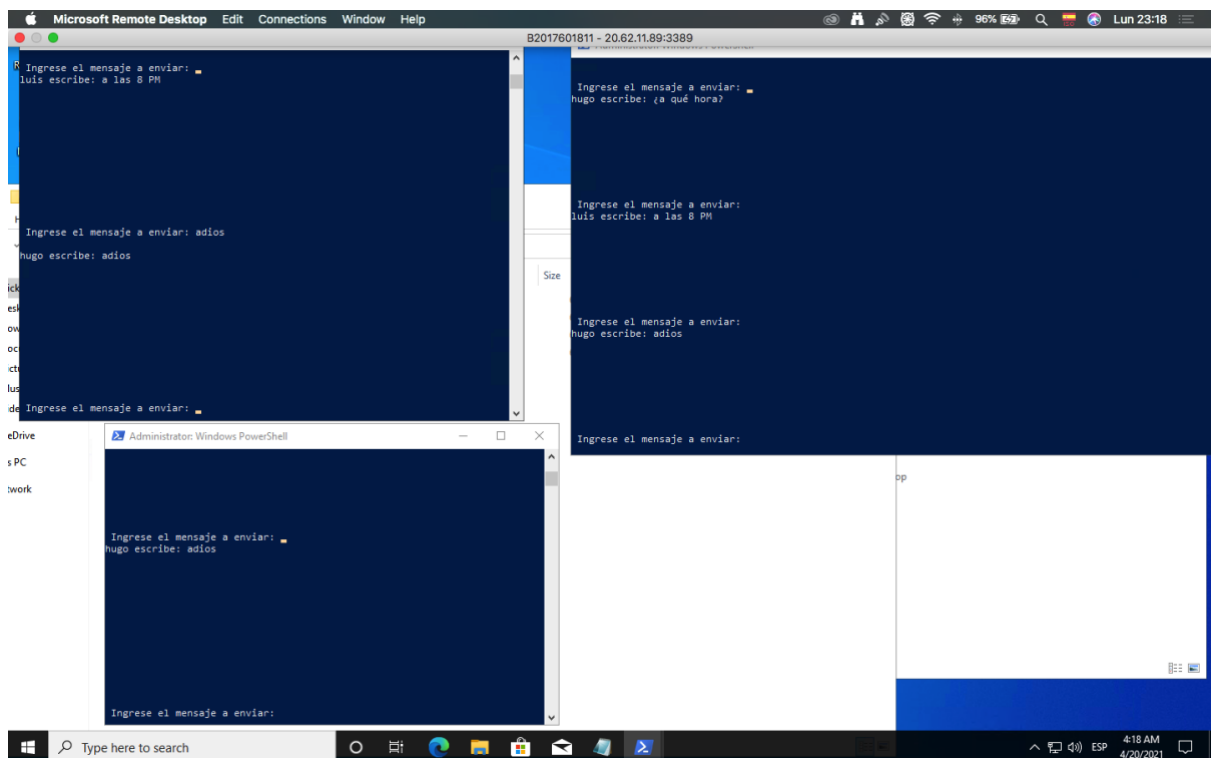 Microsoft Remote Desktop Edit Connections Window Help 96% Lun 23:18
B2017601811 - 20.62.11.89:3389
Ingrese el mensaje a enviar:
luis escribe: a las 8 PM
Ingrese el mensaje a enviar: adios
hugo escribe: adios
Ingrese el mensaje a enviar:
Ingrese el mensaje a enviar:
hugo escribe: ¿a qué hora?
Ingrese el mensaje a enviar:
luis escribe: a las 8 PM
Ingrese el mensaje a enviar:
hugo escribe: adios
Ingrese el mensaje a enviar:
Size
eDrive
s PC
twork
op
Administrator: Windows PowerShell
Ingrese el mensaje a enviar:
hugo escribe: adios
Ingrese el mensaje a enviar:
Type here to search
ESP
4:18 AM
4/20/2021